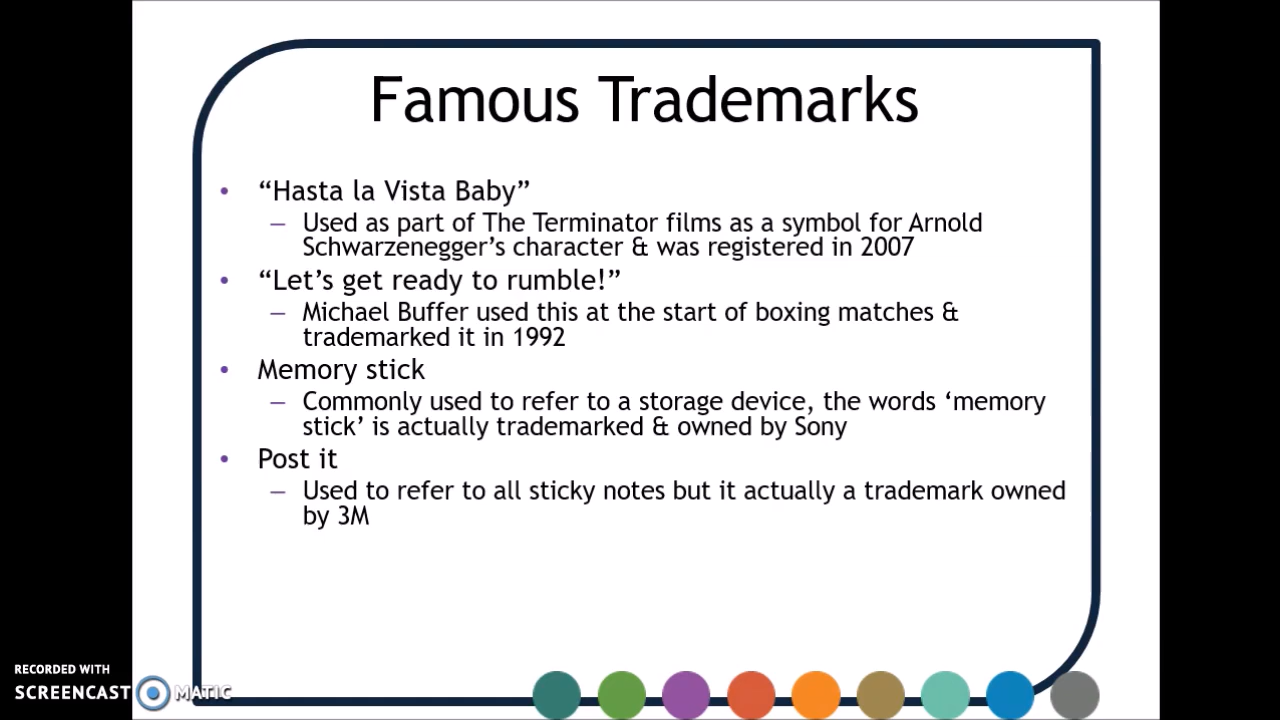 Famous Trademarks
• “Hasta la Vista Baby”
– Used as part of The Terminator films as a symbol for Arnold
Schwarzenegger’s character & was registered in 2007
• “Let’s get ready to rumble!”
– Michael Buffer used this at the start of boxing matches &
trademarked it in 1992
• Memory stick
– Commonly used to refer to a storage device, the words ‘memory
stick’ is actually trademarked & owned by Sony
• Post it
– Used to refer to all sticky notes but it actually a trademark owned
by 3M
RECORDED WITH
SCREENCAST MATIC